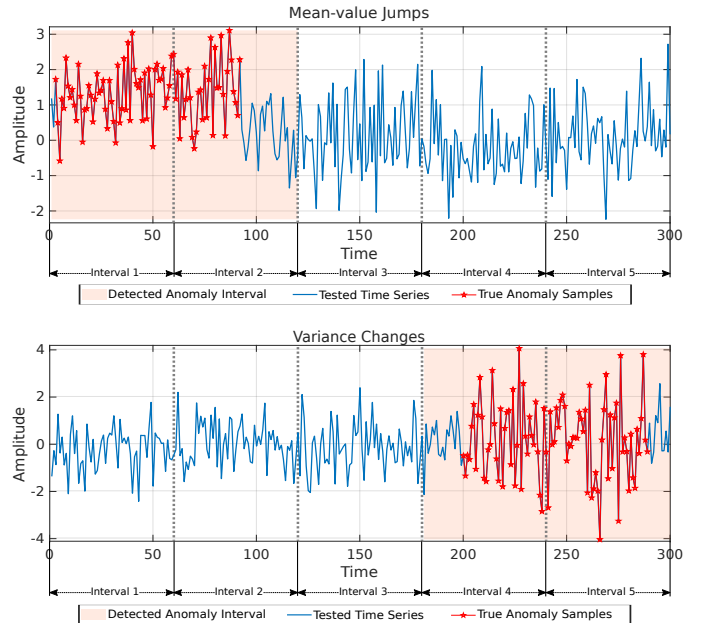 Mean-value Jumps
3
2
1
0
-1
-2
Amplitude
0 50 100 150 200 250 300
Time
Interval 1 Interval 2 Interval 3 Interval 4 Interval 5
Detected Anomaly Interval Tested Time Series True Anomaly Samples
Variance Changes
4
2
0
-2
-4
Amplitude
0 50 100 150 200 250 300
Time
Interval 1 Interval 2 Interval 3 Interval 4 Interval 5
Detected Anomaly Interval Tested Time Series True Anomaly Samples